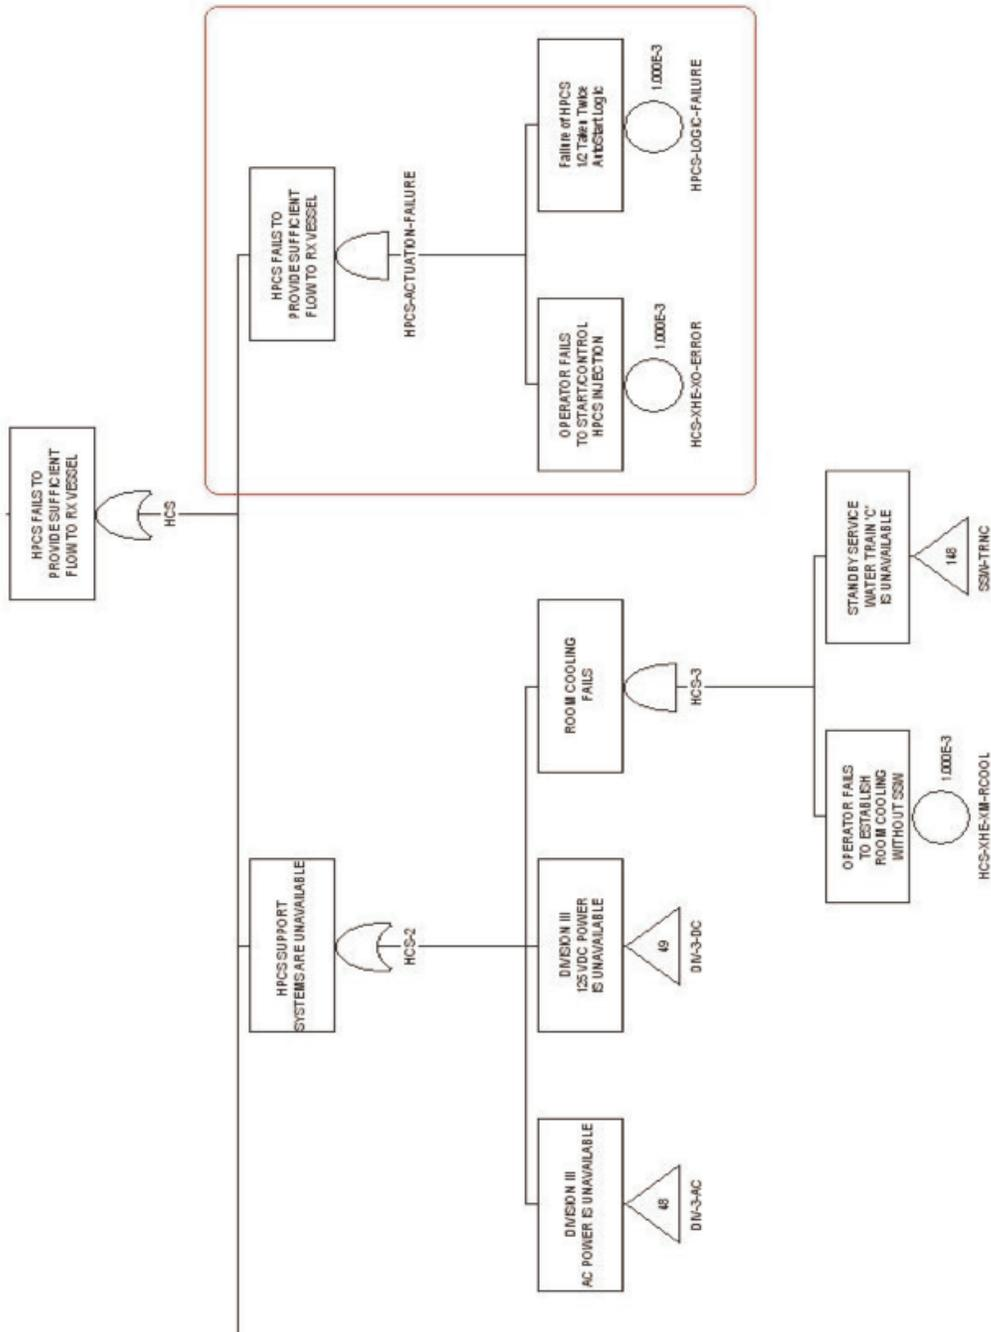 HPCS FAILS TO
PROVIDE SUFFICIENT
FLOW TO RX VESSEL
HCS
HPCS SUPPORT
SYSTEMS ARE UNAVAILABLE
HCS-2
HPCS FAILS TO
PROVIDE SUFFICIENT
FLOW TO RX VESSEL
HPCS-ACTUATION-FAILURE
DIVISION III
AC POWER IS UNAVAILABLE
48
DIV-3-AC
DIVISION III
125 VDC POWER
IS UNAVAILABLE
49
DIV-3-DC
ROOM COOLING
FAILS
HCS-3
OPERATOR FAILS
TO START/CONTROL
HPCS INJECTION
1.000E-3
HCS-XHE-XO-ERROR
Failure of HPCS
1/2 Taken Twice
AutoStart Logic
1.000E-3
HPCS-LOGIC-FAILURE
OPERATOR FAILS
TO ESTABLISH
ROOM COOLING
WITHOUT SSW
1.000E-3
HCS-XHE-XM-RCOOL
STANDBY SERVICE
WATER TRAIN 'C'
IS UNAVAILABLE
148
SSW-TRNC